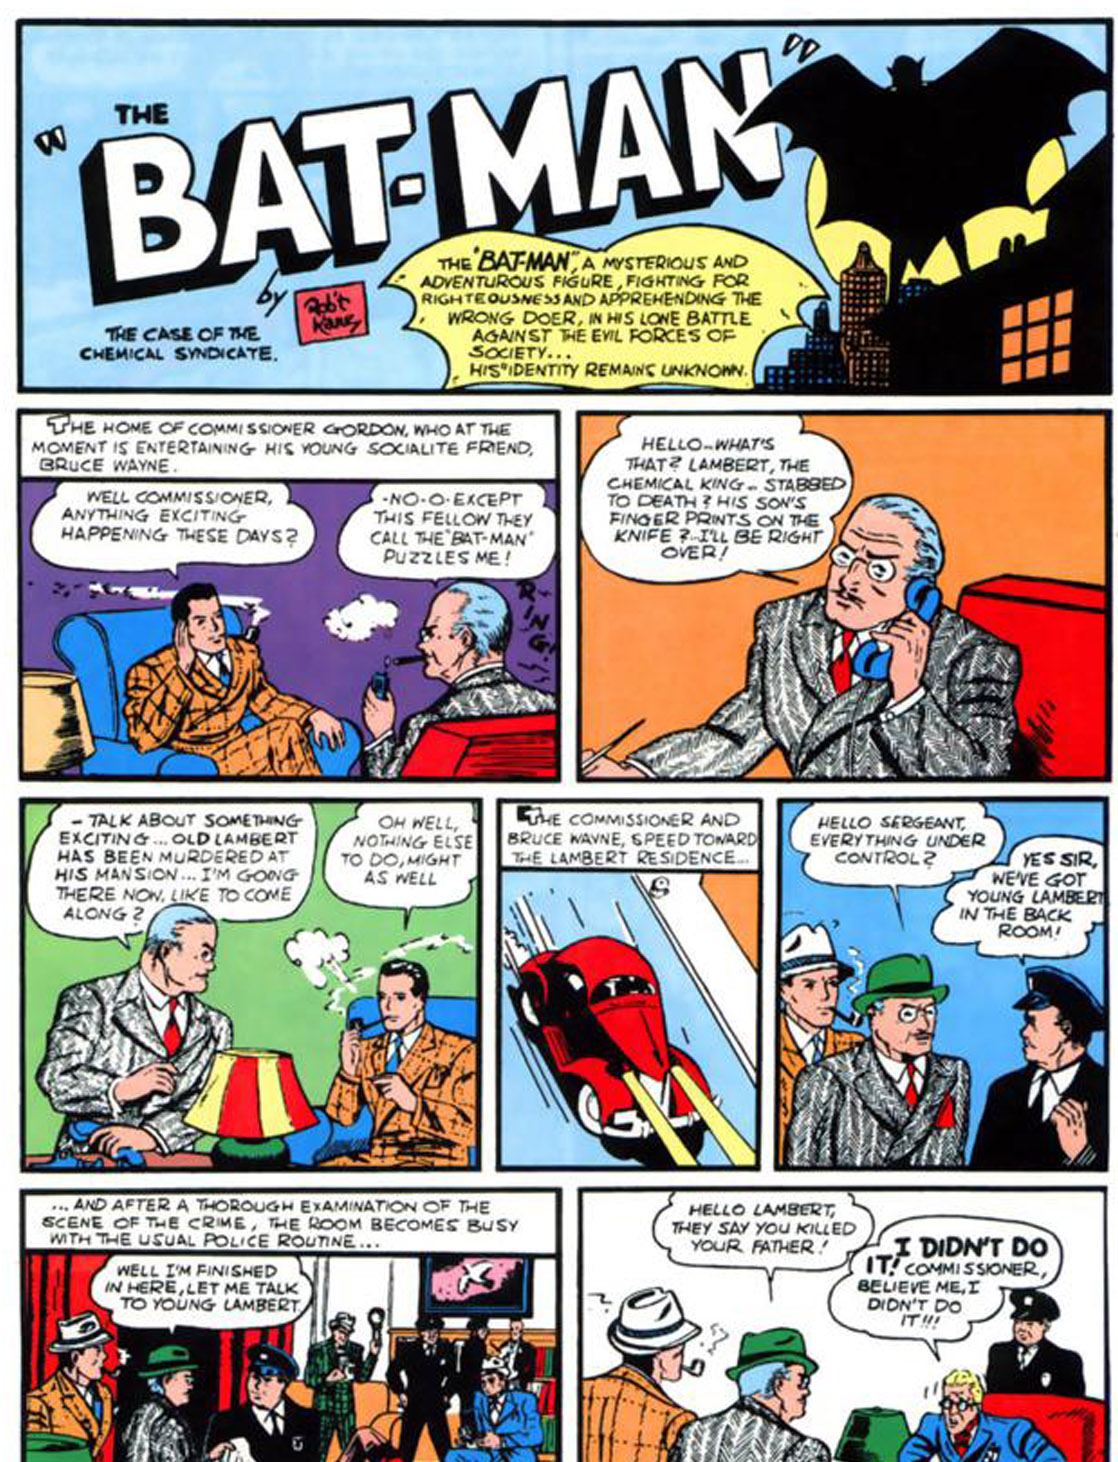 THE
"BAT-MAN"
by
Rob't
Kane
THE CASE OF THE
CHEMICAL SYNDICATE.
THE "BAT-MAN", A MYSTERIOUS AND
ADVENTUROUS FIGURE, FIGHTING FOR
RIGHTEOUSNESS AND APPREHENDING THE
WRONG DOER, IN HIS LONE BATTLE
AGAINST THE EVIL FORCES OF
SOCIETY...
HIS "IDENTITY REMAINS UNKNOWN.
THE HOME OF COMMISSIONER GORDON, WHO AT THE
MOMENT IS ENTERTAINING HIS YOUNG SOCIALITE FRIEND,
BRUCE WAYNE.
WELL COMMISSIONER,
ANYTHING EXCITING
HAPPENING THESE DAYS?
-NO-O-EXCEPT
THIS FELLOW THEY
CALL THE "BAT-MAN"
PUZZLES ME!
RING!
HELLO..WHAT'S
THAT? LAMBERT, THE
CHEMICAL KING.. STABBED
TO DEATH? HIS SON'S
FINGER PRINTS ON THE
KNIFE?..I'LL BE RIGHT
OVER!
- TALK ABOUT SOMETHING
EXCITING... OLD LAMBERT
HAS BEEN MURDERED AT
HIS MANSION... I'M GOING
THERE NOW, LIKE TO COME
ALONG?
OH WELL,
NOTHING ELSE
TO DO, MIGHT
AS WELL
THE COMMISSIONER AND
BRUCE WAYNE, SPEED TOWARD
THE LAMBERT RESIDENCE...
HELLO SERGEANT,
EVERYTHING UNDER
CONTROL?
YES SIR,
WE'VE GOT
YOUNG LAMBERT
IN THE BACK
ROOM!
... AND AFTER A THOROUGH EXAMINATION OF THE
SCENE OF THE CRIME, THE ROOM BECOMES BUSY
WITH THE USUAL POLICE ROUTINE...
WELL I'M FINISHED
IN HERE, LET ME TALK
TO YOUNG LAMBERT.
HELLO LAMBERT,
THEY SAY YOU KILLED
YOUR FATHER!
I DIDN'T DO
IT! COMMISSIONER,
BELIEVE ME, I
DIDN'T DO
IT!!!